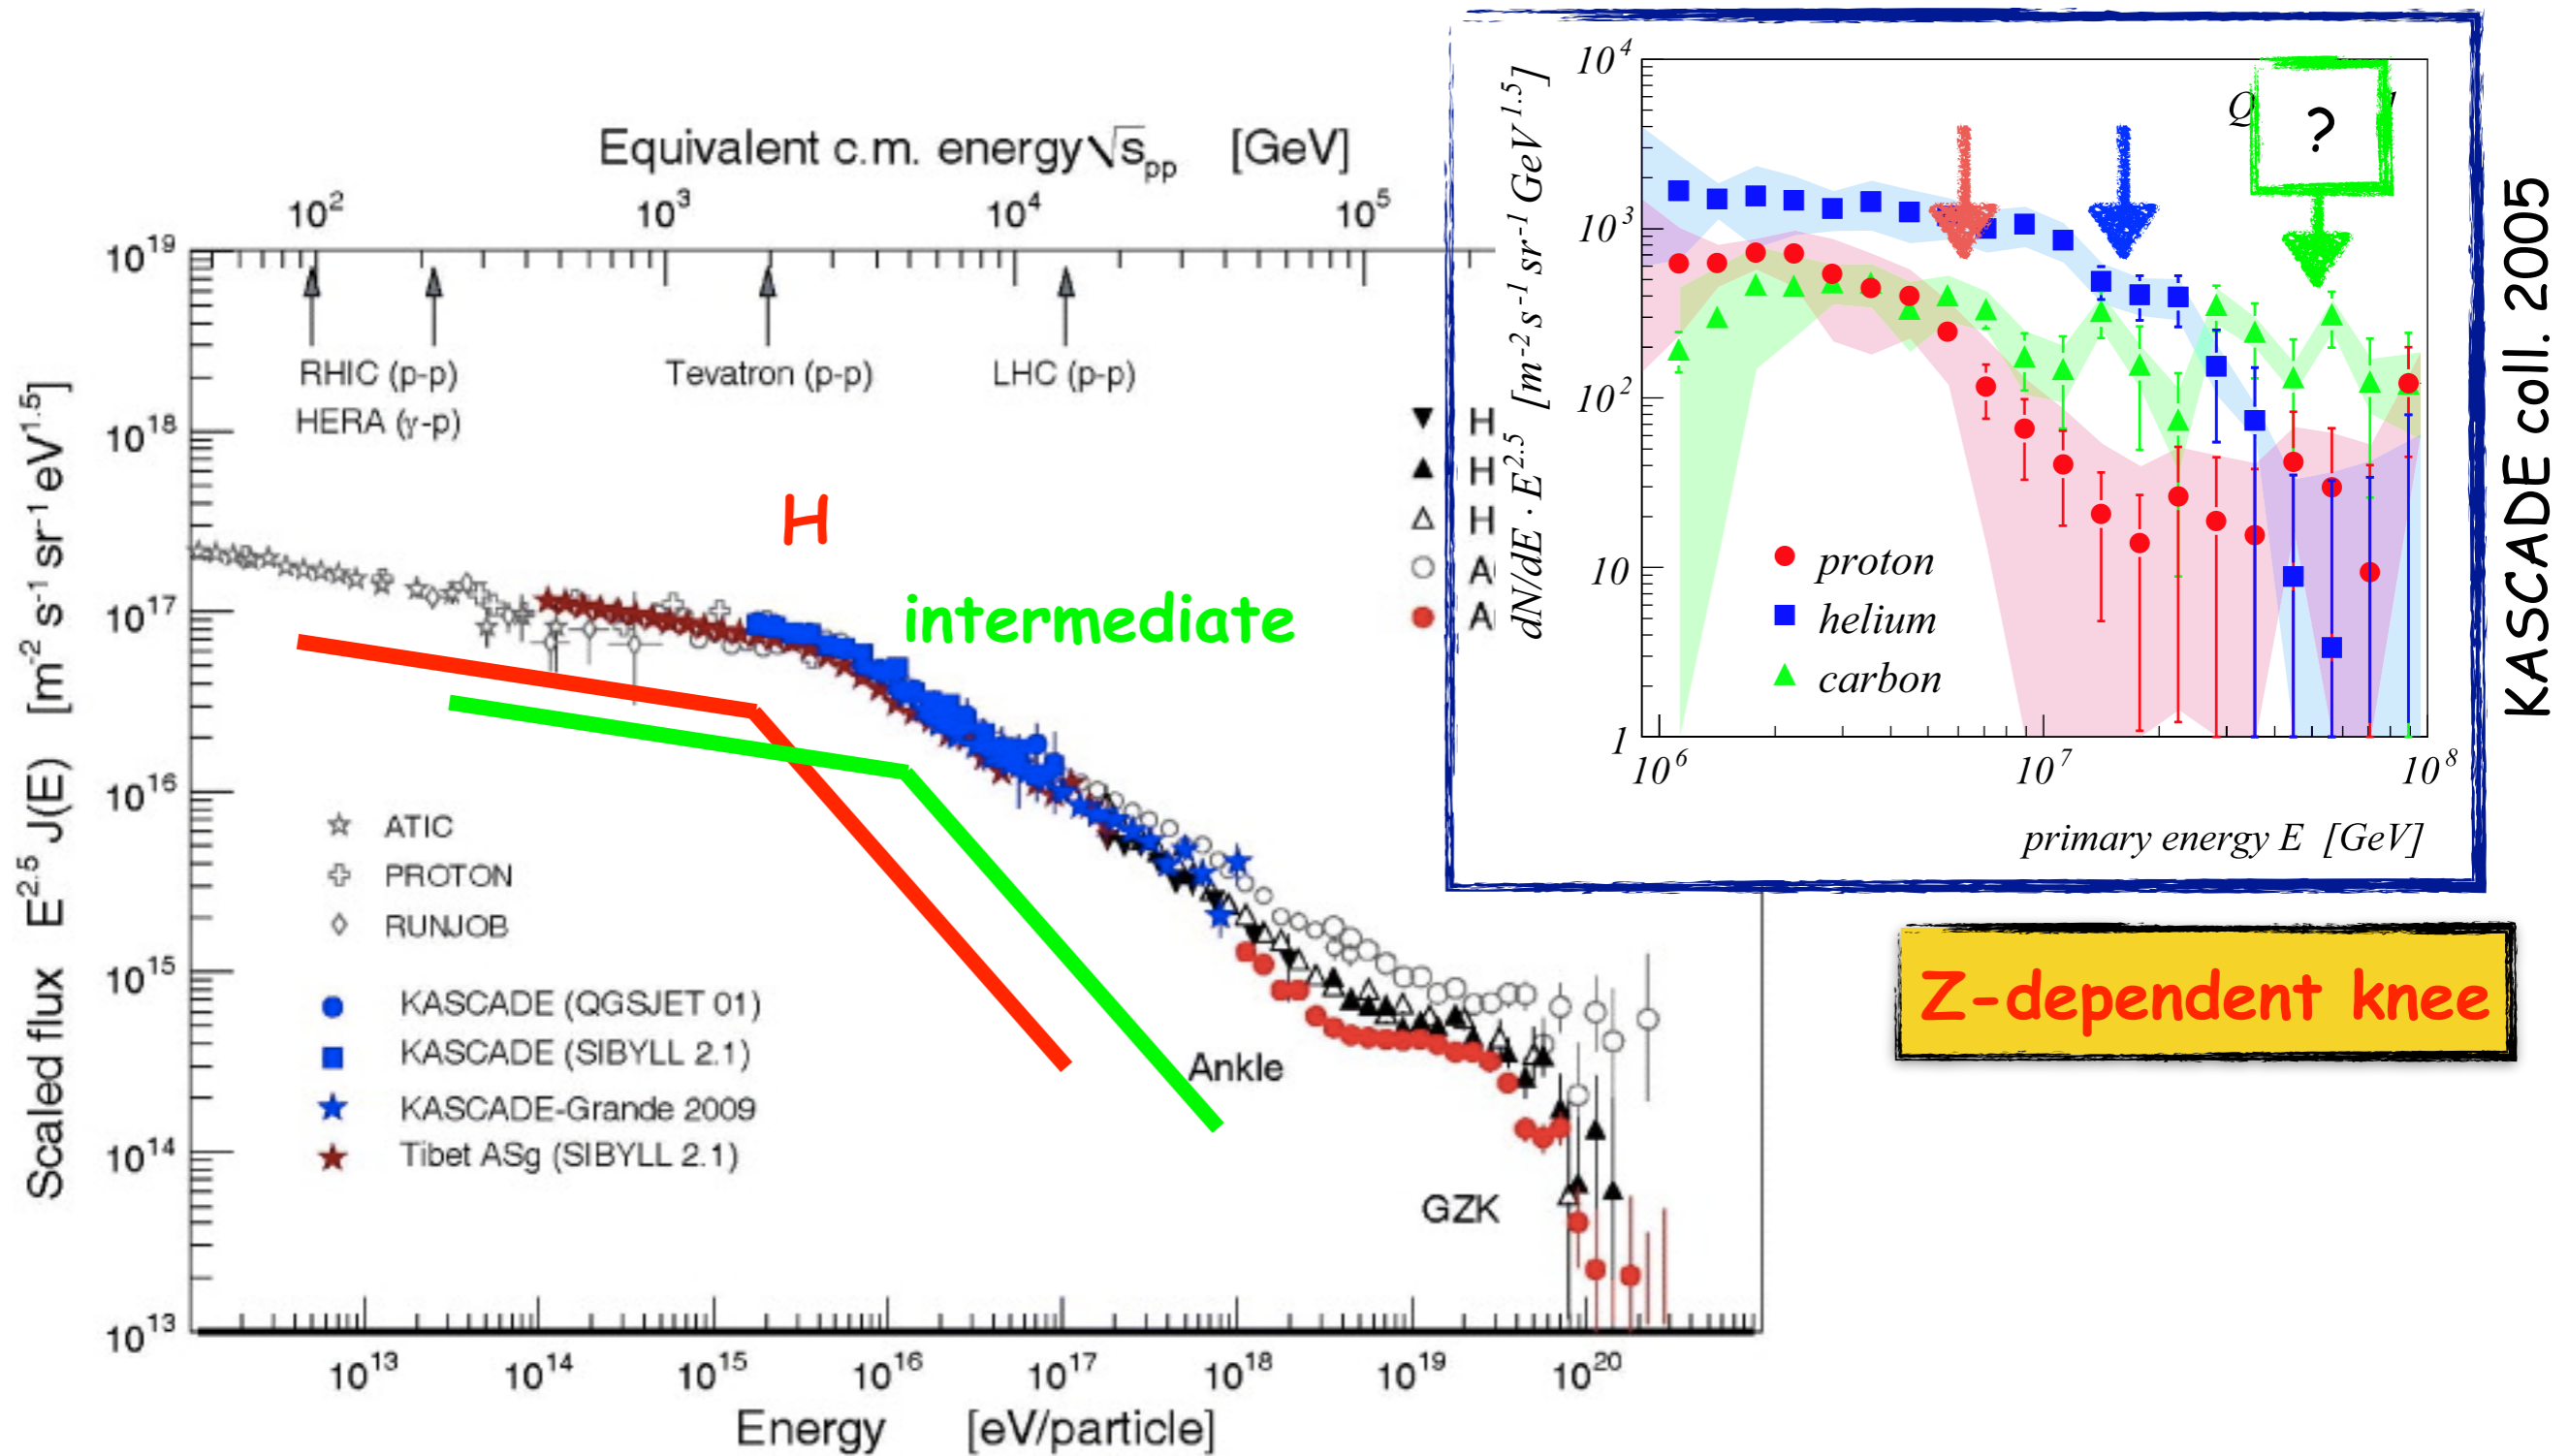 Equivalent c.m. energy √s_pp [GeV]
10^2 10^3 10^4 10^5
RHIC (p-p)
HERA (γ-p)
Tevatron (p-p)
LHC (p-p)
Scaled flux E^2.5 J(E) [m^-2 s^-1 sr^-1 eV^1.5]
10^19
10^18
10^17
10^16
10^15
10^14
10^13
H
intermediate
H
H
H
A
A
ATIC
PROTON
RUNJOB
KASCADE (QGSJET 01)
KASCADE (SIBYLL 2.1)
KASCADE-Grande 2009
Tibet ASg (SIBYLL 2.1)
Ankle
GZK
10^13 10^14 10^15 10^16 10^17 10^18 10^19 10^20
Energy [eV/particle]
dN/dE · E^2.5 [m^-2 s^-1 sr^-1 GeV^1.5]
10^4
10^3
10^2
10
1
Q
?
proton
helium
carbon
10^6 10^7 10^8
primary energy E [GeV]
KASCADE coll. 2005
Z-dependent knee